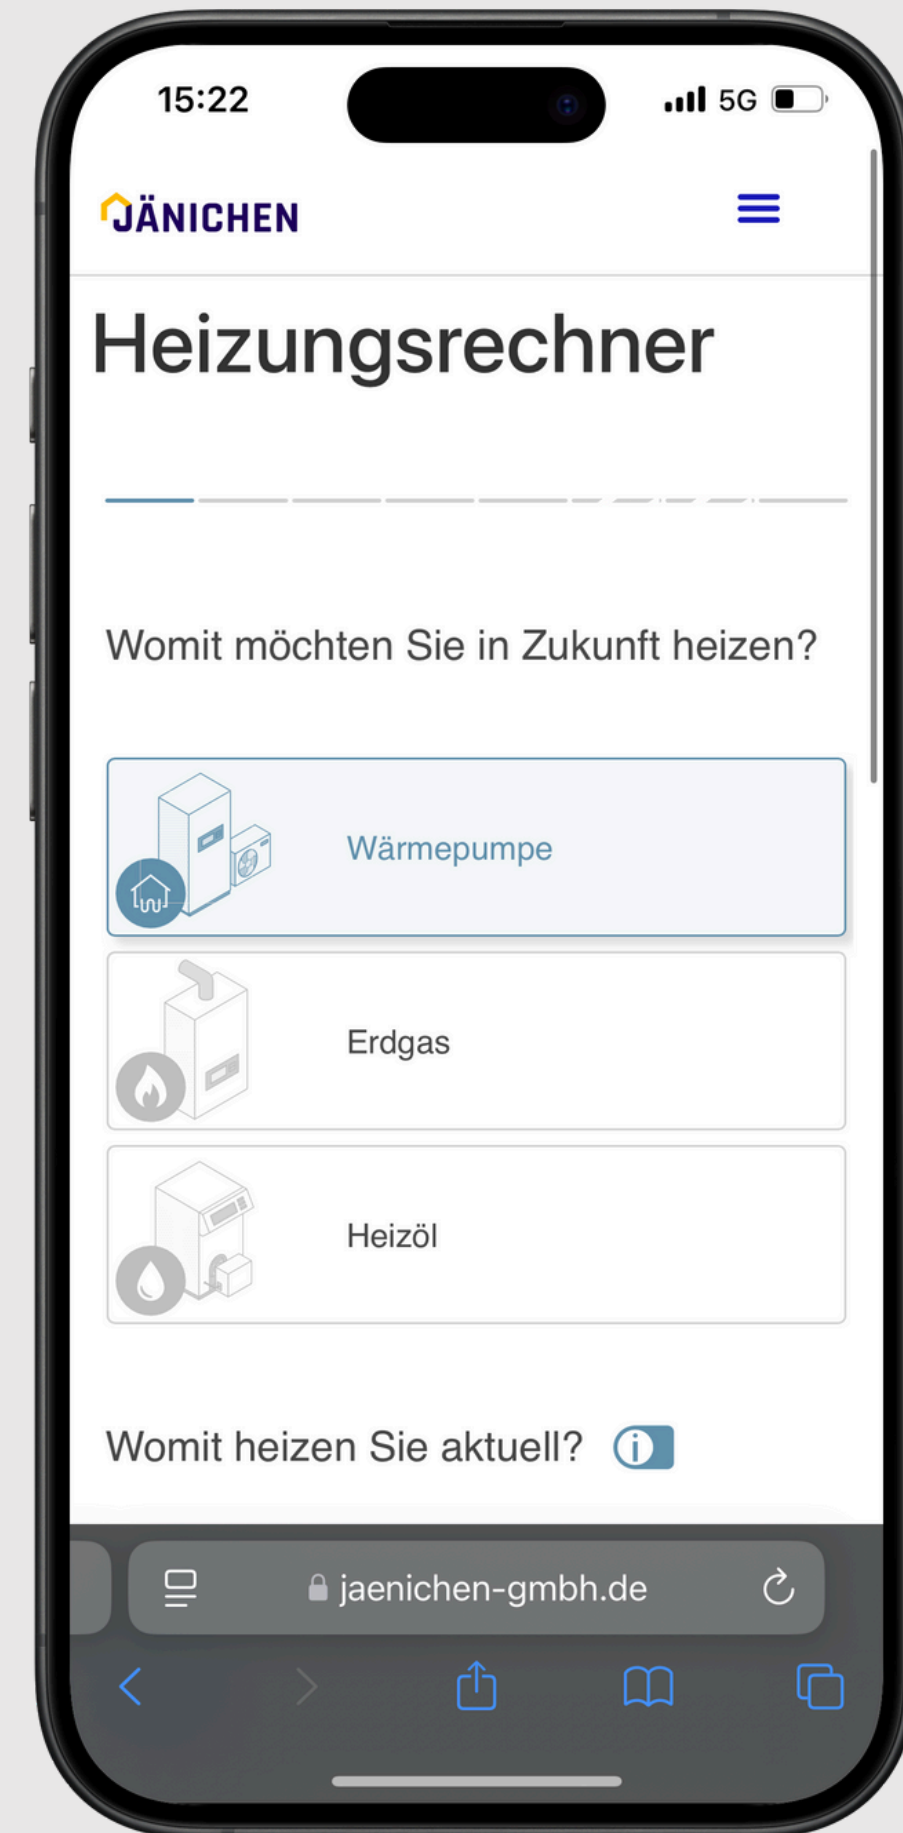 15:22
5G
JÄNICHEN
Heizungsrechner
Womit möchten Sie in Zukunft heizen?
Wärmepumpe
Erdgas
Heizöl
Womit heizen Sie aktuell? i
jaenichen-gmbh.de